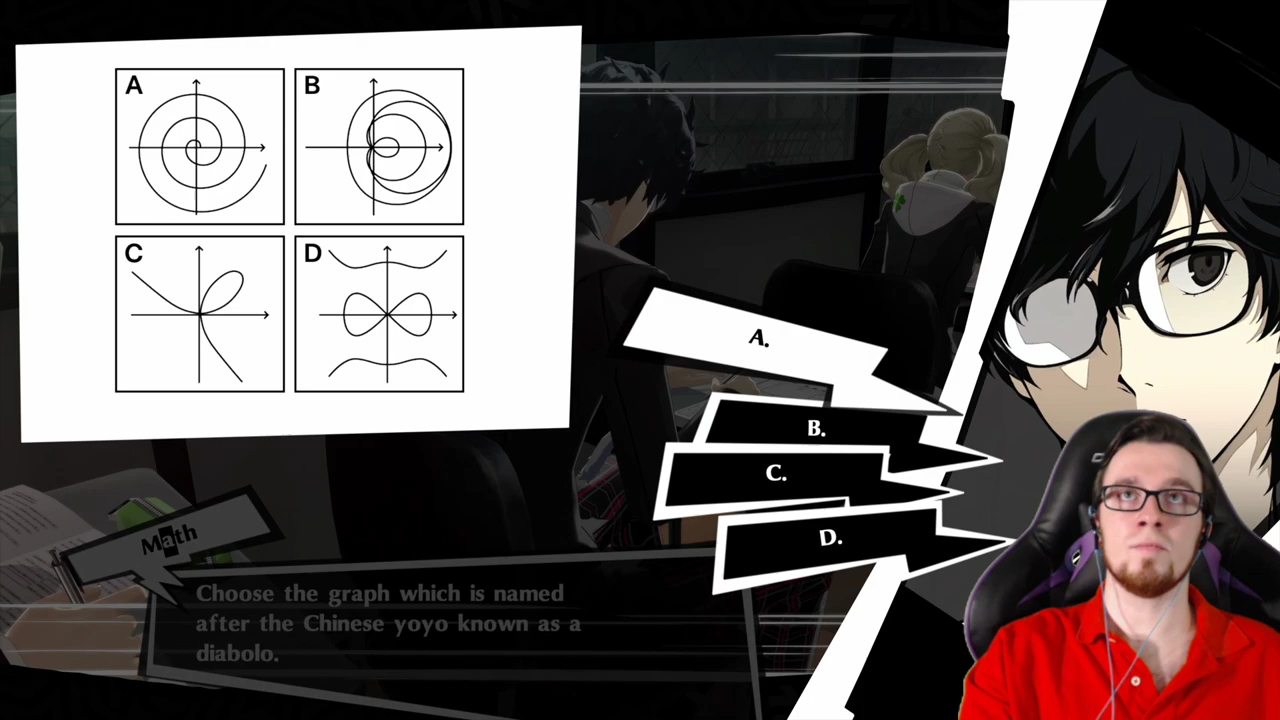 A
B
C
D
A.
B.
C.
D.
Math
Choose the graph which is named
after the Chinese yoyo known as a
diabolo.